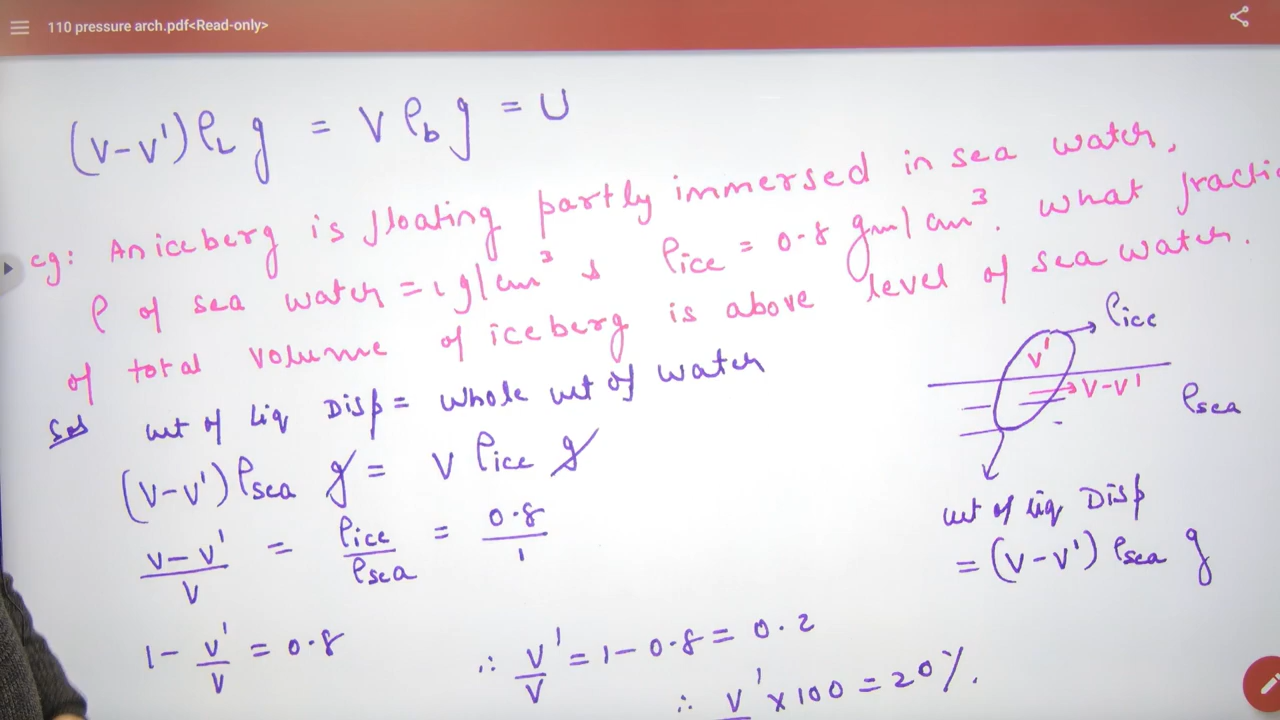 110 pressure arch.pdf<Read-only>
(V-V')ρL g = V ρb g = U
eg: An iceberg is floating partly immersed in sea water,
ρ of sea water = 1 g/cm³ & ρice = 0.8 gm/cm³. what fractio
of total volume of iceberg is above level of sea water.
Sol wt of liq Disp = whole wt of water
(V-V')ρsea g = V ρice g
V-V'/V = ρice/ρsea = 0.8/1
1 - V'/V = 0.8
∴ V'/V = 1-0.8 = 0.2
∴ V'×100 = 20%.
ρice
V'
V-V'
ρsea
wt of liq Disp
= (V-V') ρsea g